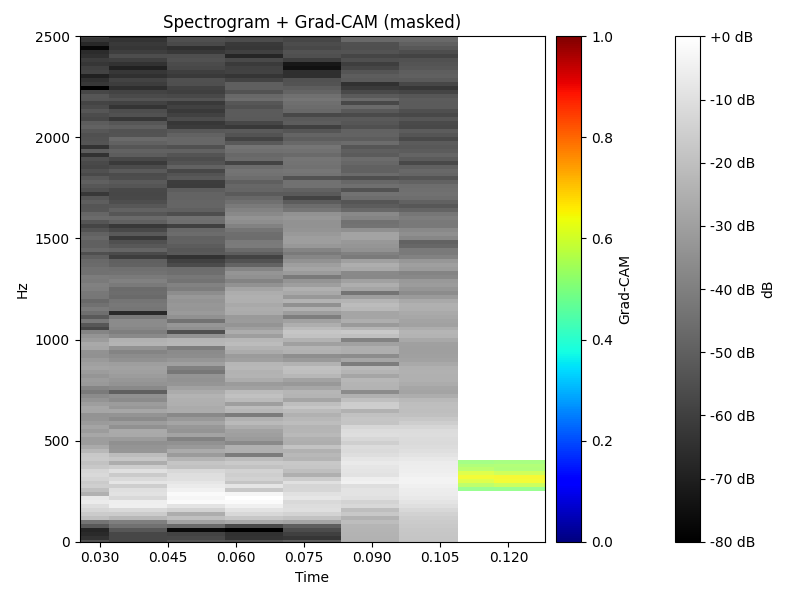 Spectrogram + Grad-CAM (masked)
2500
2000
1500
1000
500
0
Hz
0.030
0.045
0.060
0.075
0.090
0.105
0.120
Time
1.0
0.8
0.6
0.4
0.2
0.0
Grad-CAM
+0 dB
-10 dB
-20 dB
-30 dB
-40 dB
-50 dB
-60 dB
-70 dB
-80 dB
dB